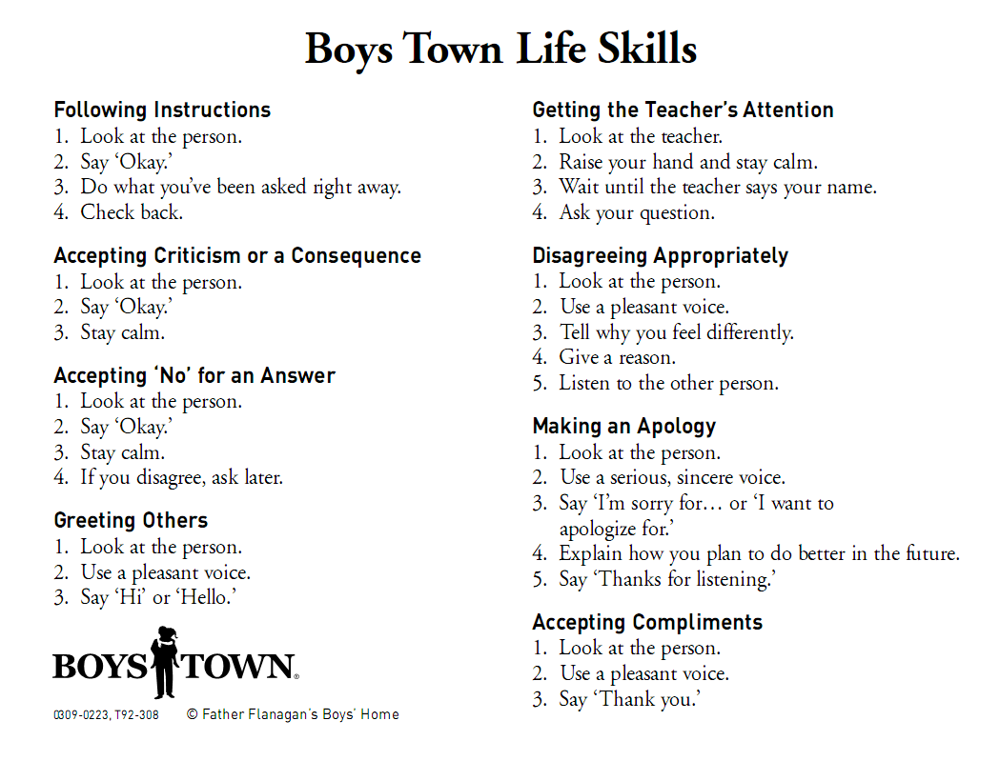 Boys Town Life Skills
Following Instructions
1. Look at the person.
2. Say ‘Okay.’
3. Do what you’ve been asked right away.
4. Check back.
Accepting Criticism or a Consequence
1. Look at the person.
2. Say ‘Okay.’
3. Stay calm.
Accepting ‘No’ for an Answer
1. Look at the person.
2. Say ‘Okay.’
3. Stay calm.
4. If you disagree, ask later.
Greeting Others
1. Look at the person.
2. Use a pleasant voice.
3. Say ‘Hi’ or ‘Hello.’
BOYS TOWN®
0309-0223, T92-308 © Father Flanagan’s Boys’ Home
Getting the Teacher’s Attention
1. Look at the teacher.
2. Raise your hand and stay calm.
3. Wait until the teacher says your name.
4. Ask your question.
Disagreeing Appropriately
1. Look at the person.
2. Use a pleasant voice.
3. Tell why you feel differently.
4. Give a reason.
5. Listen to the other person.
Making an Apology
1. Look at the person.
2. Use a serious, sincere voice.
3. Say ‘I’m sorry for… or ‘I want to
apologize for.’
4. Explain how you plan to do better in the future.
5. Say ‘Thanks for listening.’
Accepting Compliments
1. Look at the person.
2. Use a pleasant voice.
3. Say ‘Thank you.’